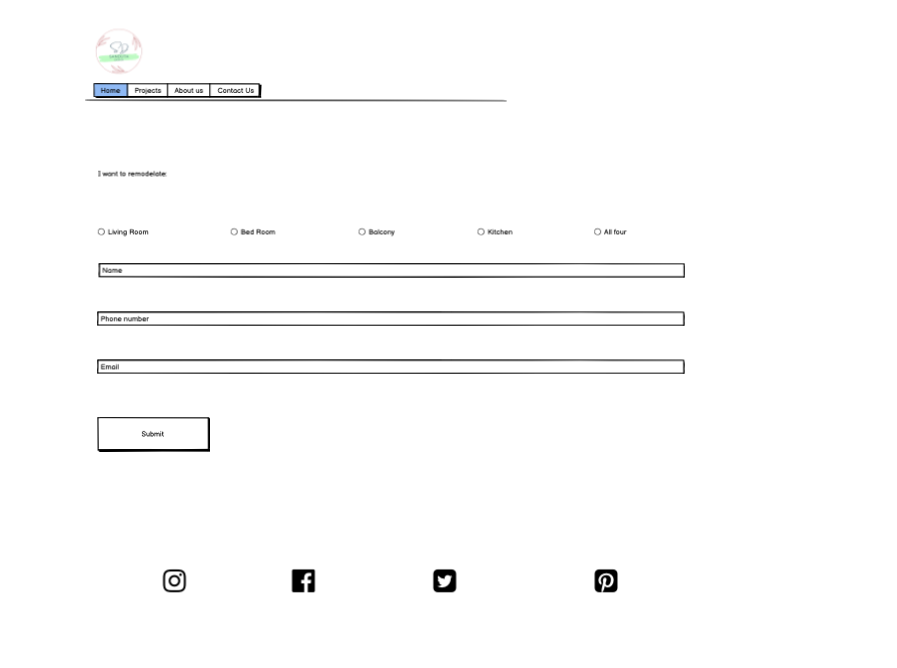 Home Projects About us Contact Us
I want to remodelate:
Living Room Bed Room Balcony Kitchen All four
Name
Phone number
Email
Submit